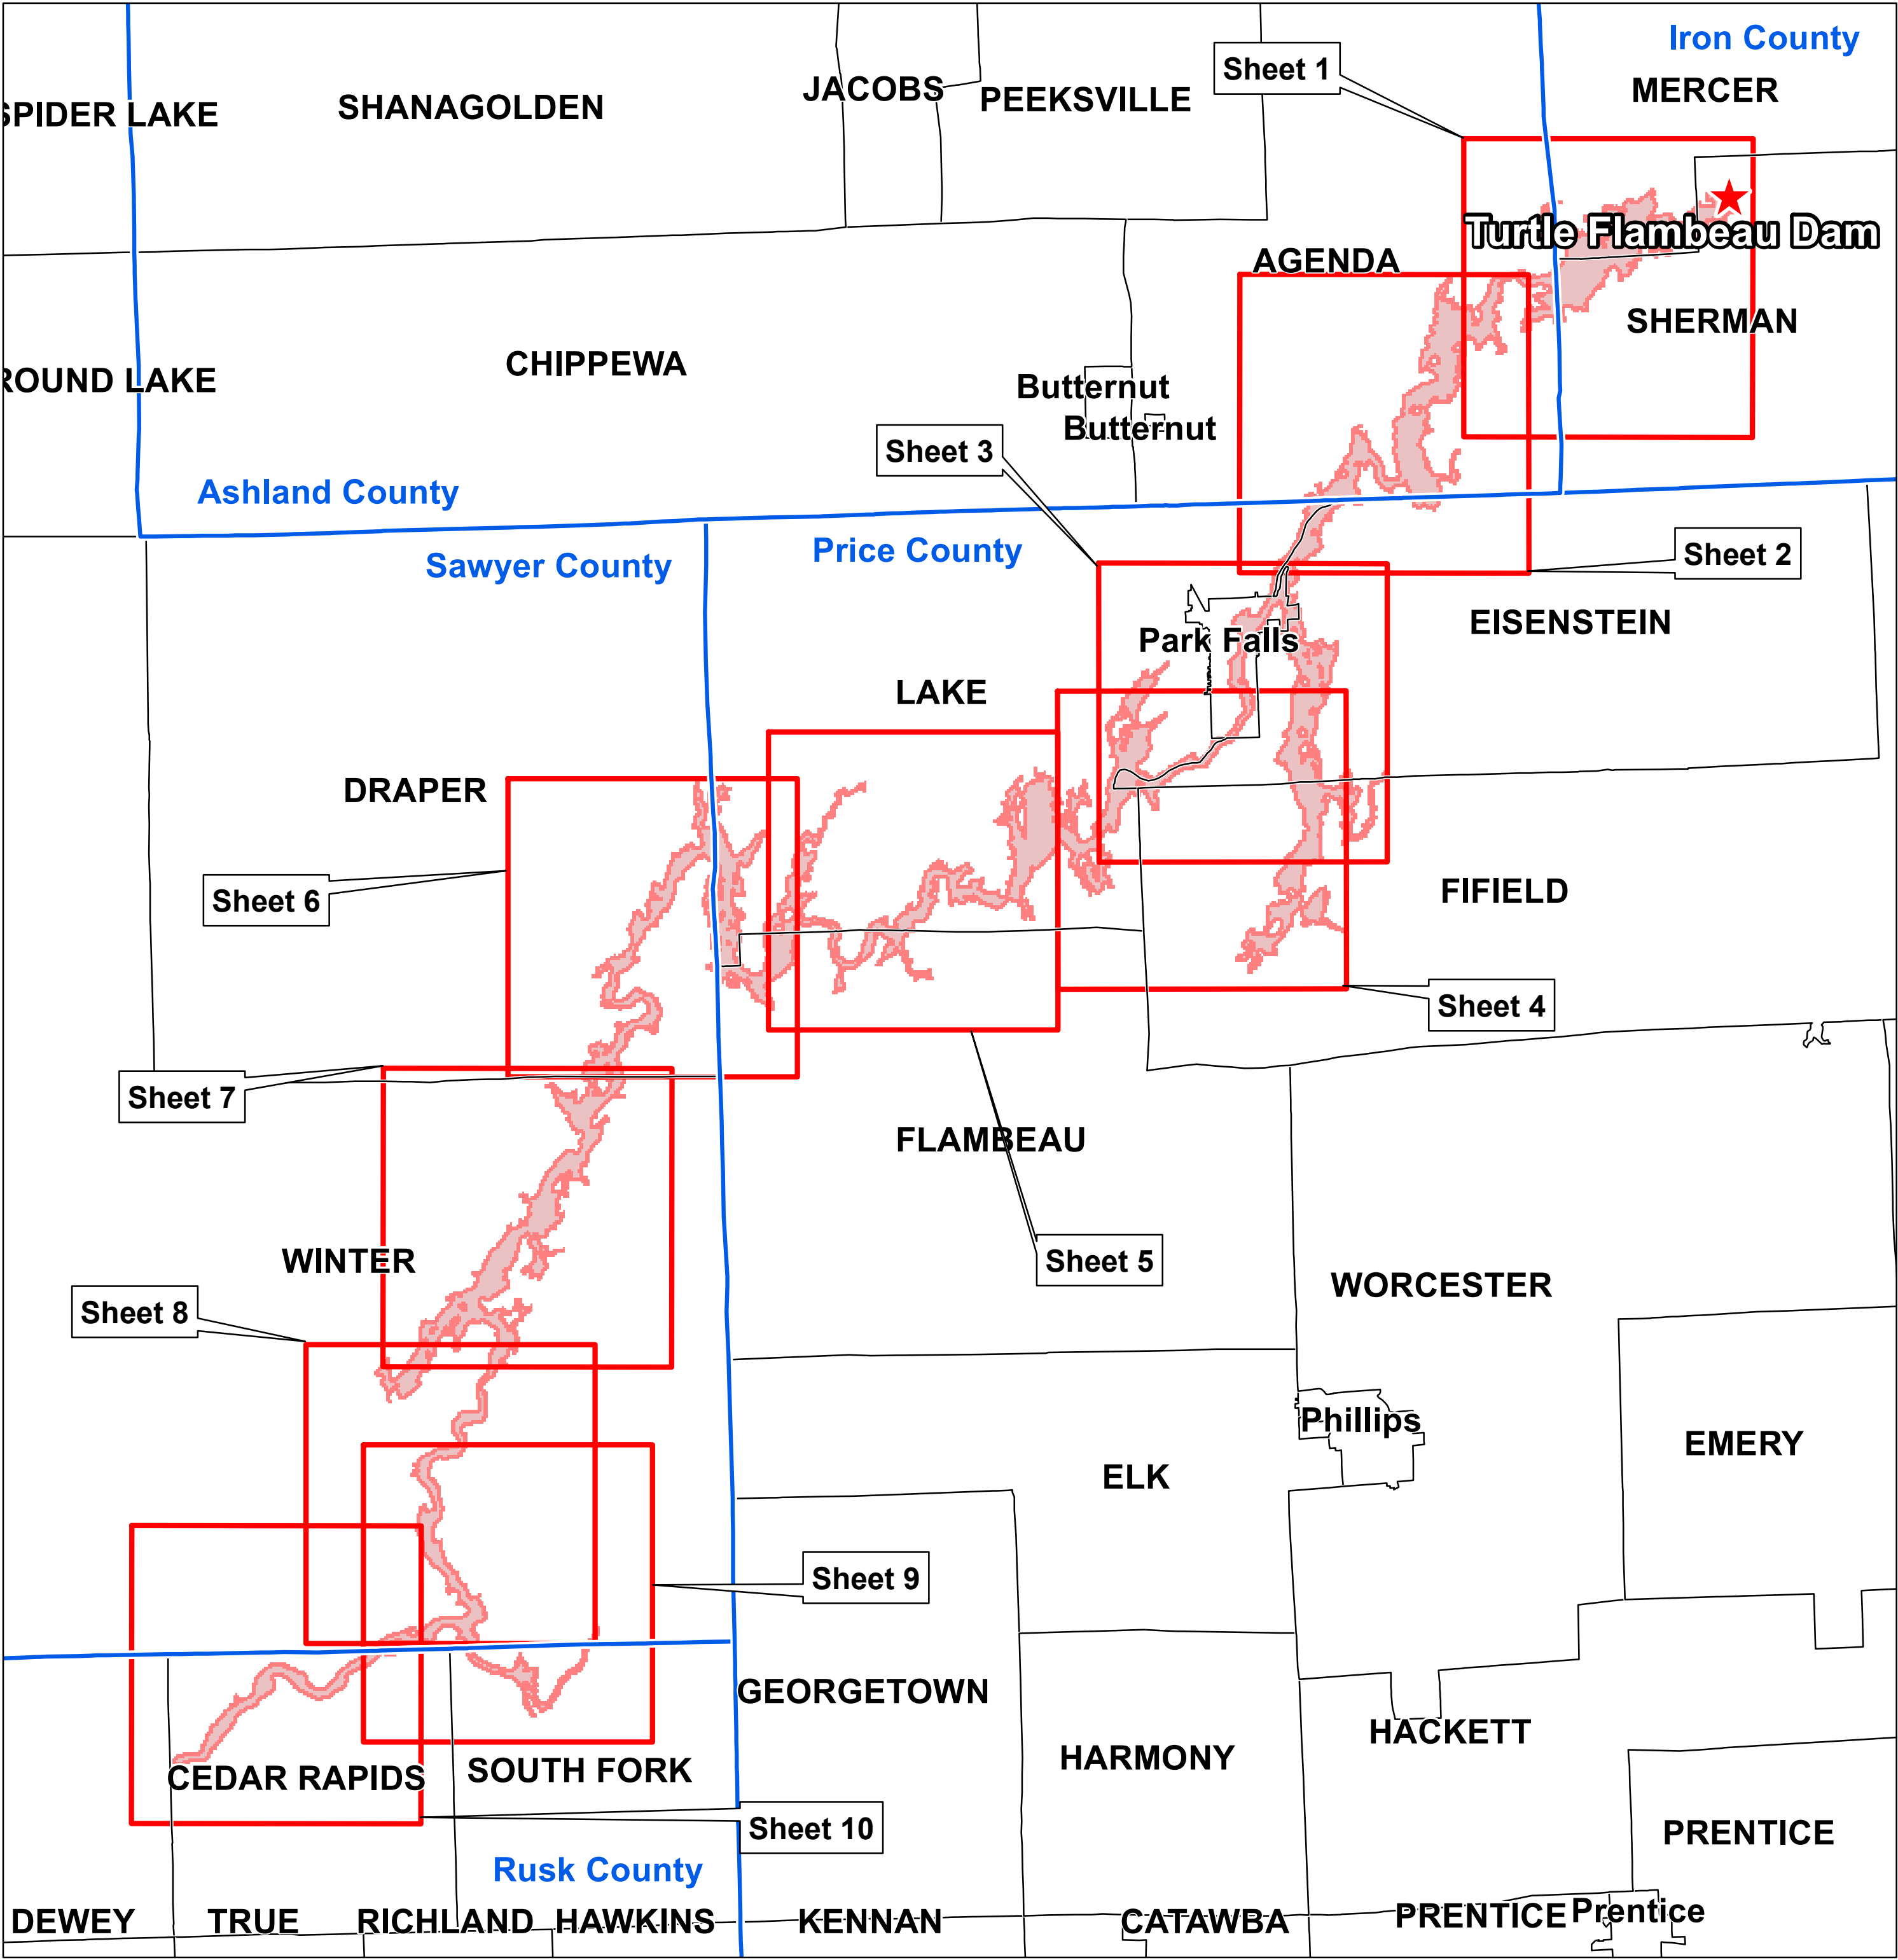 Iron County
Sheet 1
MERCER
JACOBS
PEEKSVILLE
SHANAGOLDEN
SPIDER LAKE
Turtle Flambeau Dam
AGENDA
SHERMAN
CHIPPEWA
ROUND LAKE
Butternut
Butternut
Sheet 3
Ashland County
Price County
Sawyer County
Sheet 2
EISENSTEIN
Park Falls
LAKE
DRAPER
Sheet 6
FIFIELD
Sheet 4
Sheet 7
FLAMBEAU
WINTER
Sheet 5
WORCESTER
Sheet 8
Phillips
EMERY
ELK
Sheet 9
GEORGETOWN
HACKETT
HARMONY
SOUTH FORK
CEDAR RAPIDS
Sheet 10
PRENTICE
Rusk County
DEWEY
TRUE
RICHLAND
HAWKINS
KENNAN
CATAWBA
PRENTICE
Prentice